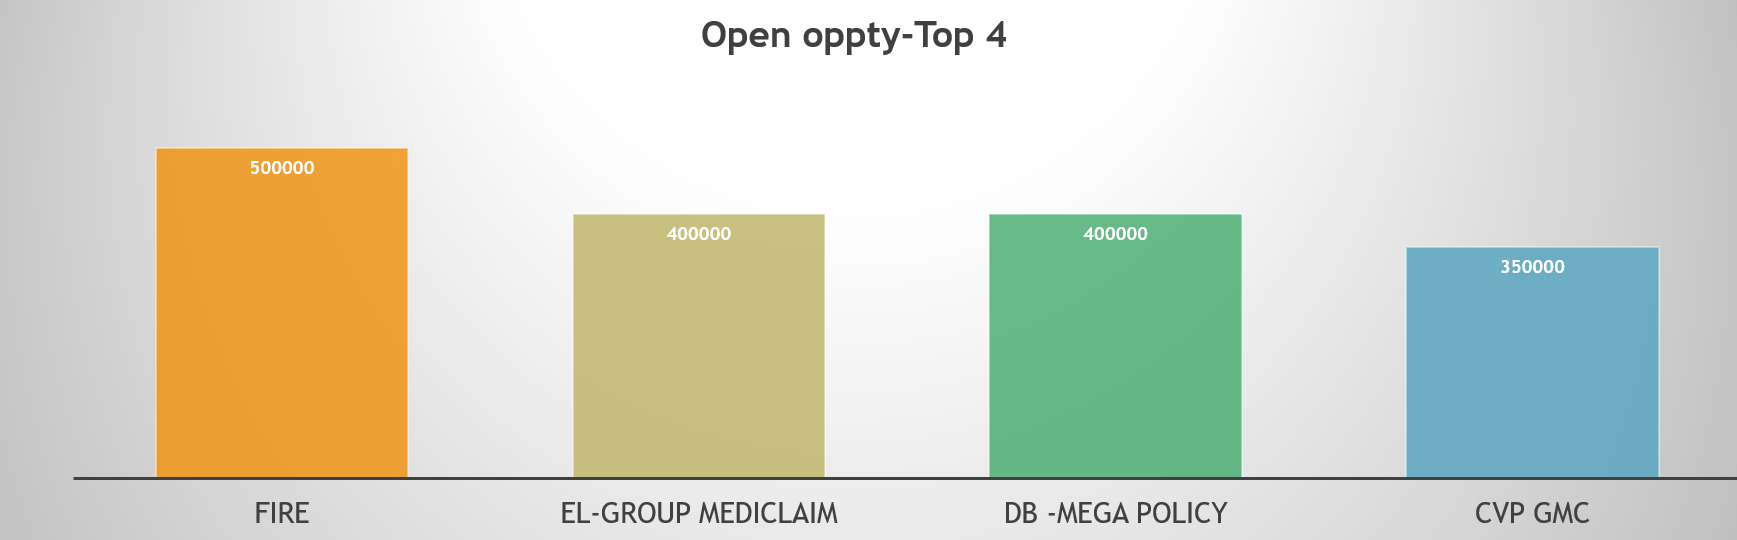 Open oppty-Top 4
500000
400000
400000
350000
FIRE
EL-GROUP MEDICLAIM
DB -MEGA POLICY
CVP GMC